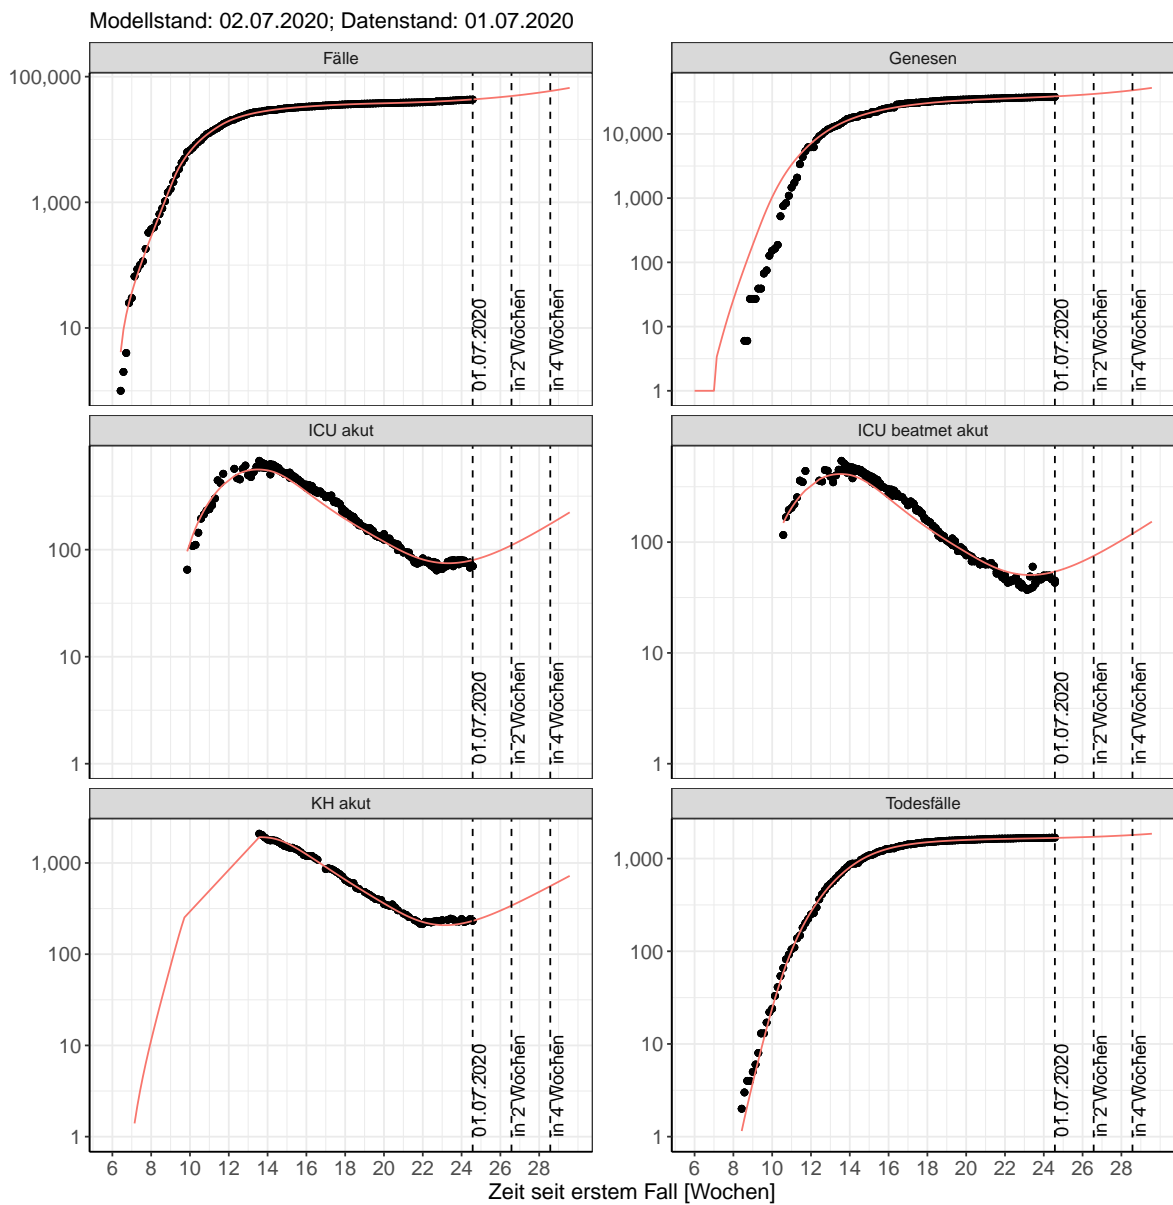 Modellstand: 02.07.2020; Datenstand: 01.07.2020
Fälle
Genesen
100,000
1,000
10
01.07.2020
in 2 Wochen
in 4 Wochen
10,000
1,000
100
10
1
01.07.2020
in 2 Wochen
in 4 Wochen
ICU akut
ICU beatmet akut
100
10
1
01.07.2020
in 2 Wochen
in 4 Wochen
100
10
1
01.07.2020
in 2 Wochen
in 4 Wochen
KH akut
Todesfälle
1,000
100
10
1
01.07.2020
in 2 Wochen
in 4 Wochen
1,000
100
10
1
01.07.2020
in 2 Wochen
in 4 Wochen
6 8 10 12 14 16 18 20 22 24 26 28
6 8 10 12 14 16 18 20 22 24 26 28
Zeit seit erstem Fall [Wochen]